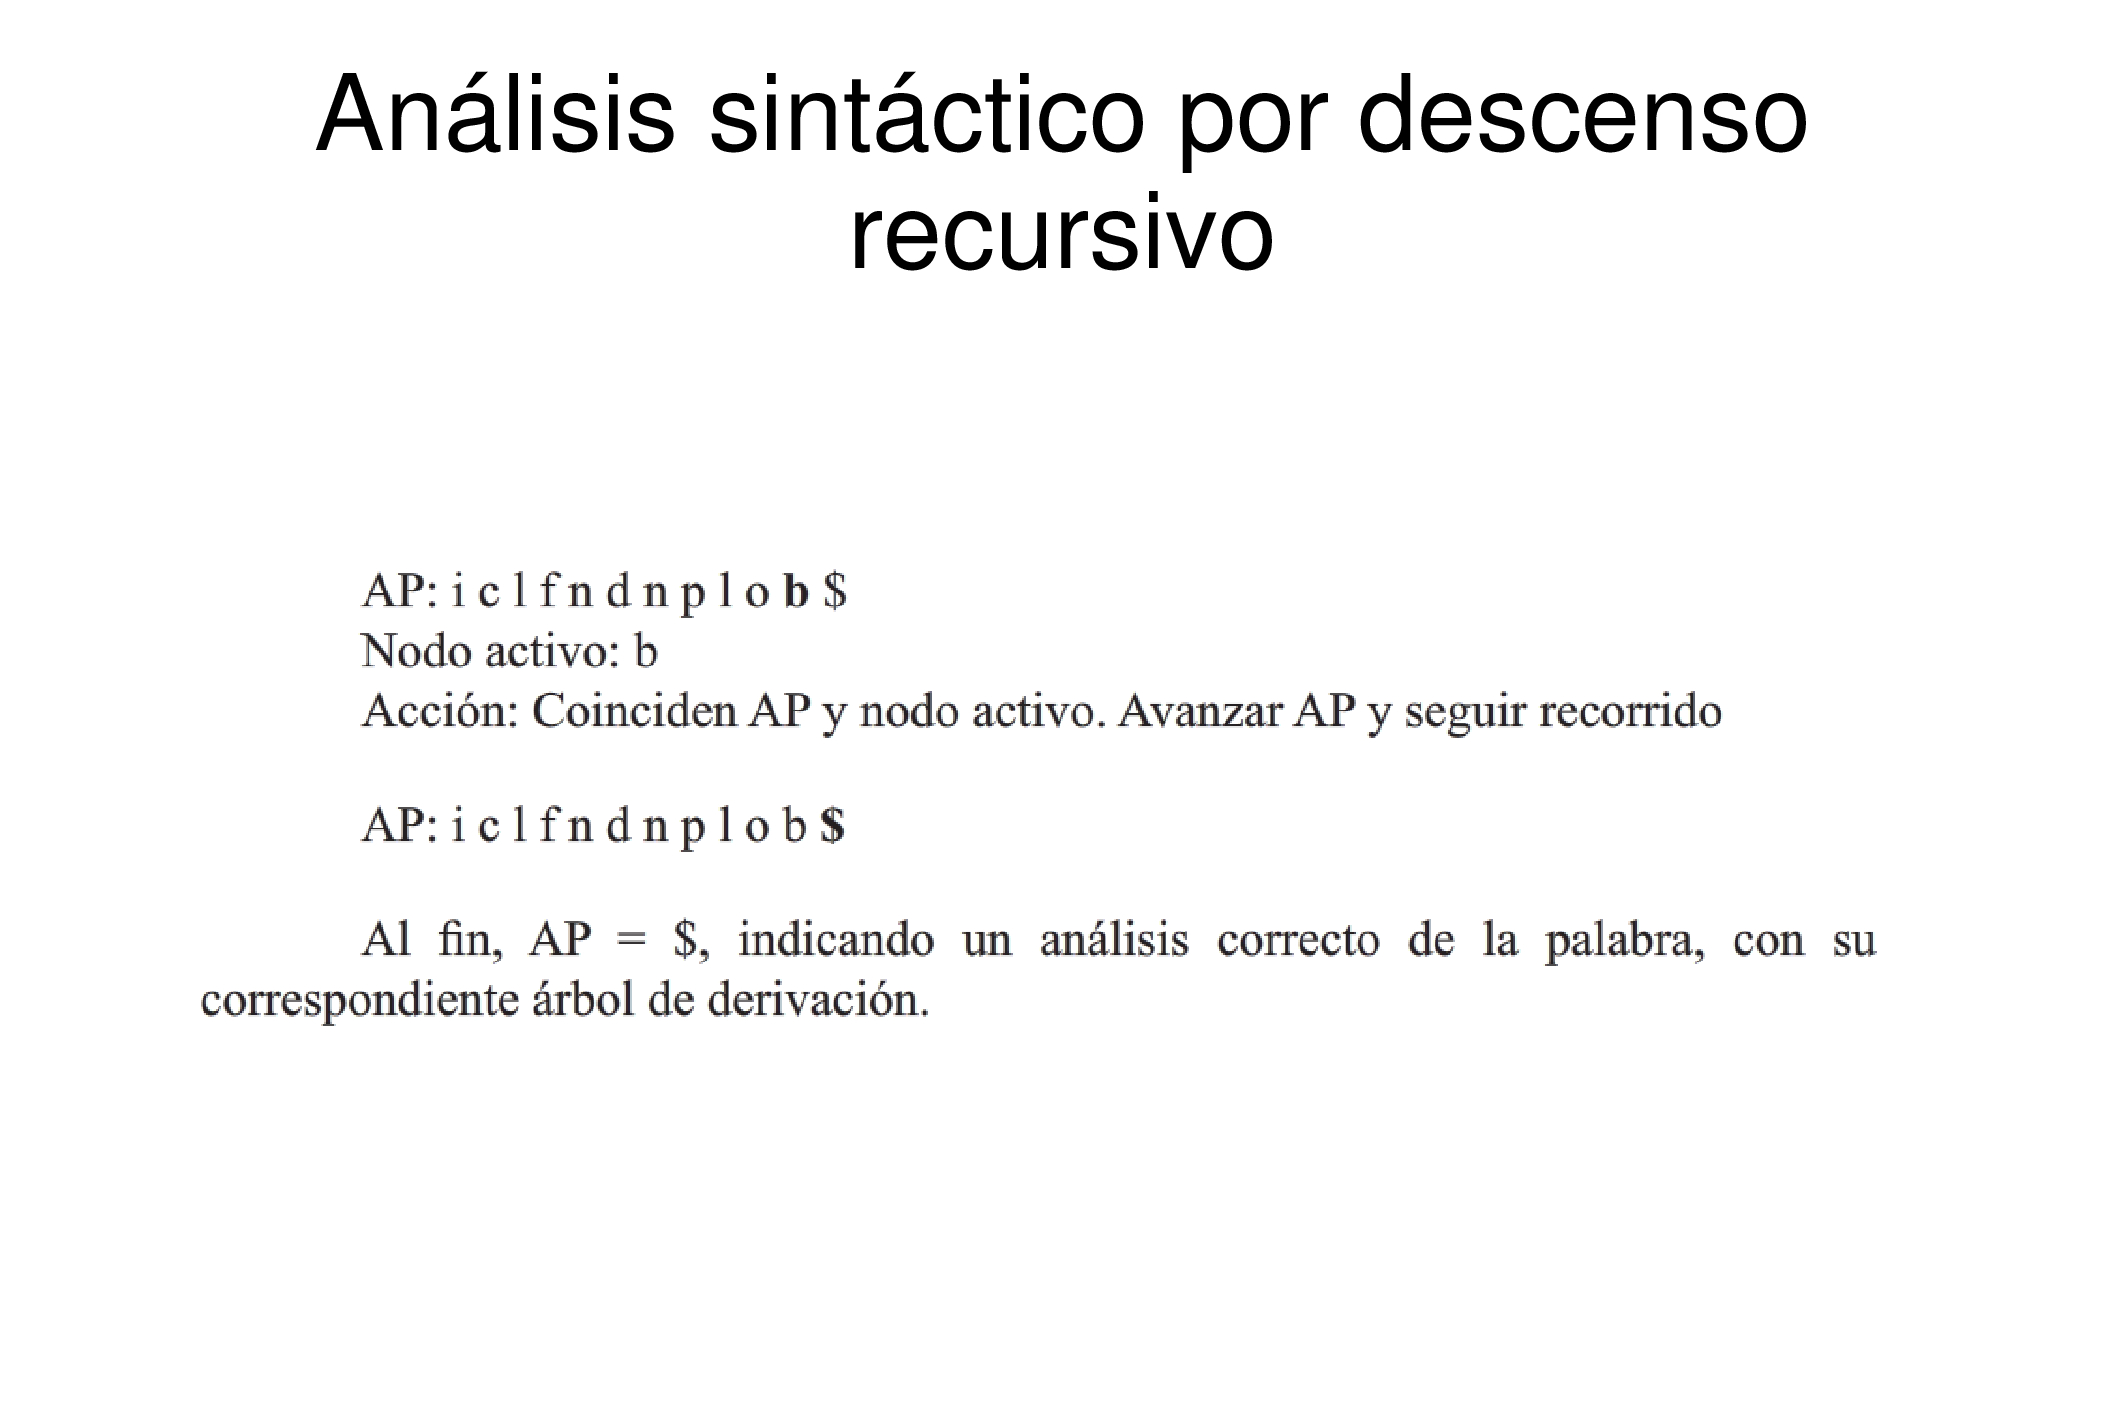 Análisis sintáctico por descenso
recursivo
AP: i c l f n d n p l o b $
Nodo activo: b
Acción: Coinciden AP y nodo activo. Avanzar AP y seguir recorrido
AP: i c l f n d n p l o b $
Al fin, AP = $, indicando un análisis correcto de la palabra, con su
correspondiente árbol de derivación.